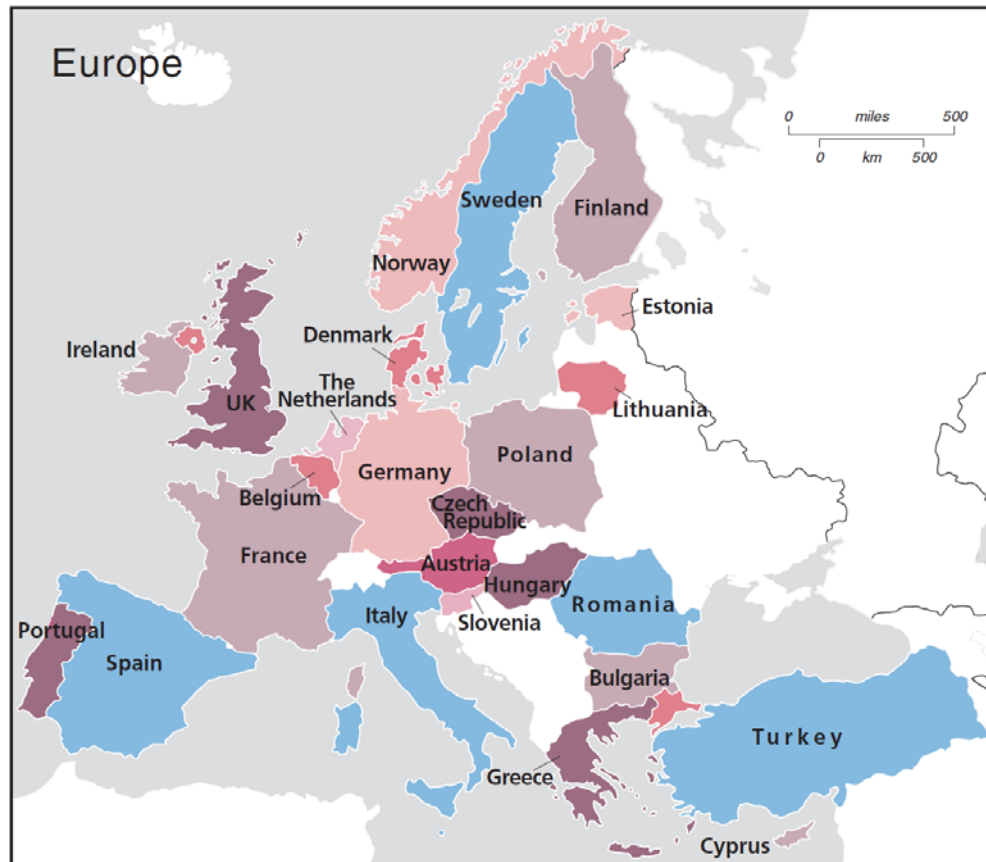 Europe
0 miles 500
0 km 500
Sweden
Finland
Norway
Estonia
Denmark
Ireland
The
Netherlands
UK
Lithuania
Poland
Germany
Belgium
Czech
Republic
France
Austria
Hungary
Romania
Italy
Slovenia
Portugal
Spain
Bulgaria
Turkey
Greece
Cyprus